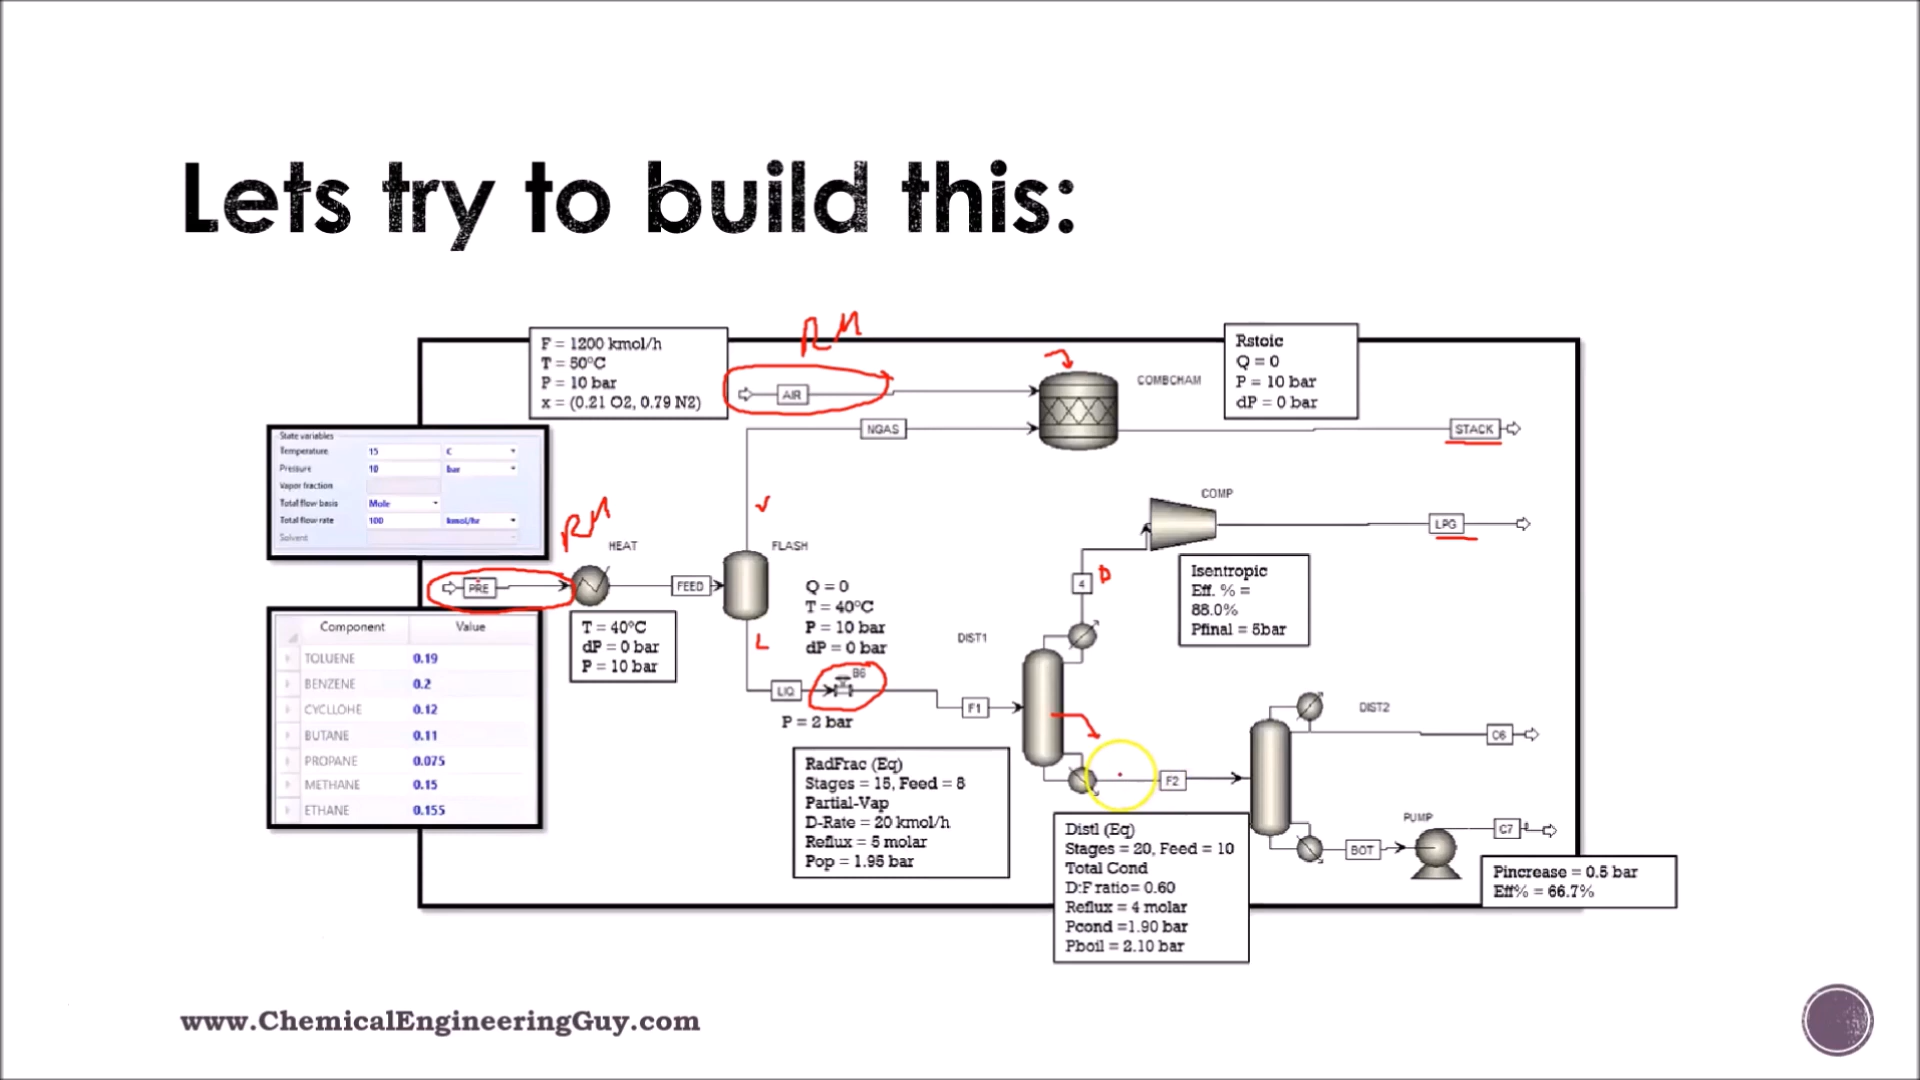 Lets try to build this:
F = 1200 kmol/h
T = 50°C
P = 10 bar
x = (0.21 O2, 0.79 N2)
RM
AIR
COMBCHAM
Rstoic
Q = 0
P = 10 bar
dP = 0 bar
NGAS
STACK
State variables
Temperature 15 C
Pressure 10 bar
Vapor fraction
Total flow basis Mole
Total flow rate 100 kmol/hr
Solvent
RM
HEAT
PRE
FEED
V
FLASH
L
T = 40°C
dP = 0 bar
P = 10 bar
Q = 0
T = 40°C
P = 10 bar
dP = 0 bar
COMP
LPG
4
D
Isentropic
Eff. % =
88.0%
Pfinal = 5bar
Component Value
TOLUENE 0.19
BENZENE 0.2
CYCLLOHE 0.12
BUTANE 0.11
PROPANE 0.075
METHANE 0.15
ETHANE 0.155
LIQ
B6
P = 2 bar
F1
DIST1
RadFrac (Eq)
Stages = 15, Feed = 8
Partial-Vap
D-Rate = 20 kmol/h
Reflux = 5 molar
Pop = 1.95 bar
F2
DIST2
C6
Distl (Eq)
Stages = 20, Feed = 10
Total Cond
D:F ratio= 0.60
Reflux = 4 molar
Pcond =1.90 bar
Pboil = 2.10 bar
BOT
PUMP
C7
Pincrease = 0.5 bar
Eff% = 66.7%
www.ChemicalEngineeringGuy.com